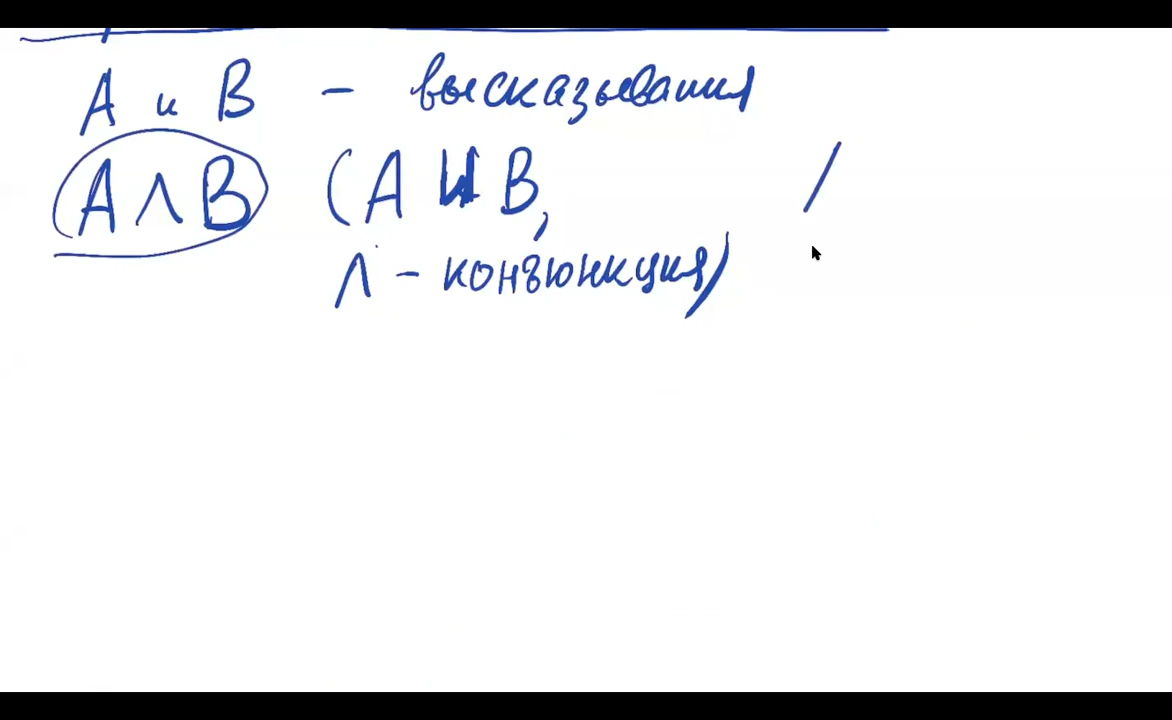 А и В - высказывания
А ∧ В (А И В,
∧ - конъюнкция)